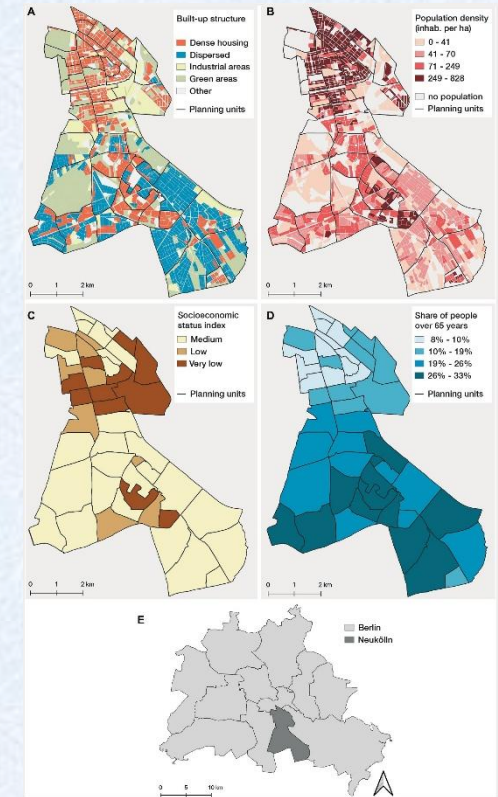 A
Built-up structure
Dense housing
Dispersed
Industrial areas
Green areas
Other
Planning units
0 1 2 km
B
Population density
(inhab. per ha)
0 - 41
41 - 70
71 - 249
249 - 828
no population
Planning units
0 1 2 km
C
Socioeconomic
status index
Medium
Low
Very low
Planning units
0 1 2 km
D
Share of people
over 65 years
8% - 10%
10% - 19%
19% - 26%
26% - 33%
Planning units
0 1 2 km
E
Berlin
Neukölln
0 5 10 km